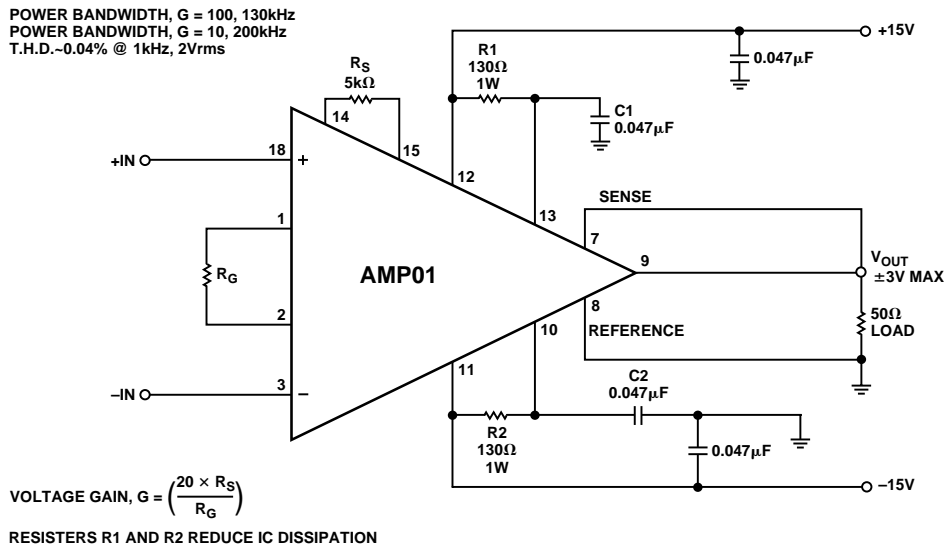 POWER BANDWIDTH, G = 100, 130kHz
POWER BANDWIDTH, G = 10, 200kHz
T.H.D.~0.04% @ 1kHz, 2Vrms
+15V
0.047μF
R1
130Ω
1W
RS
5kΩ
C1
0.047μF
14
15
+IN
18
+
12
13
SENSE
1
7
RG
AMP01
9
VOUT
±3V MAX
2
8
REFERENCE
50Ω
LOAD
10
11
–IN
3
–
C2
0.047μF
R2
130Ω
1W
0.047μF
–15V
VOLTAGE GAIN, G = (20 × RS / RG)
RESISTERS R1 AND R2 REDUCE IC DISSIPATION